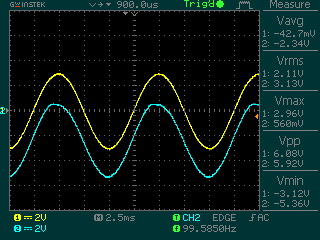 GWINSTEK 900.0us Trig'd Measure
Vavg
1: -42.7mV
2: -2.34V
Vrms
1: 2.11V
2: 3.13V
Vmax
1: 2.96V
2: 560mV
Vpp
1: 6.08V
2: 5.92V
Vmin
1: -3.12V
2: -5.36V
1 2V M 2.5ms T CH2 EDGE AC
2 2V f 99.5850Hz